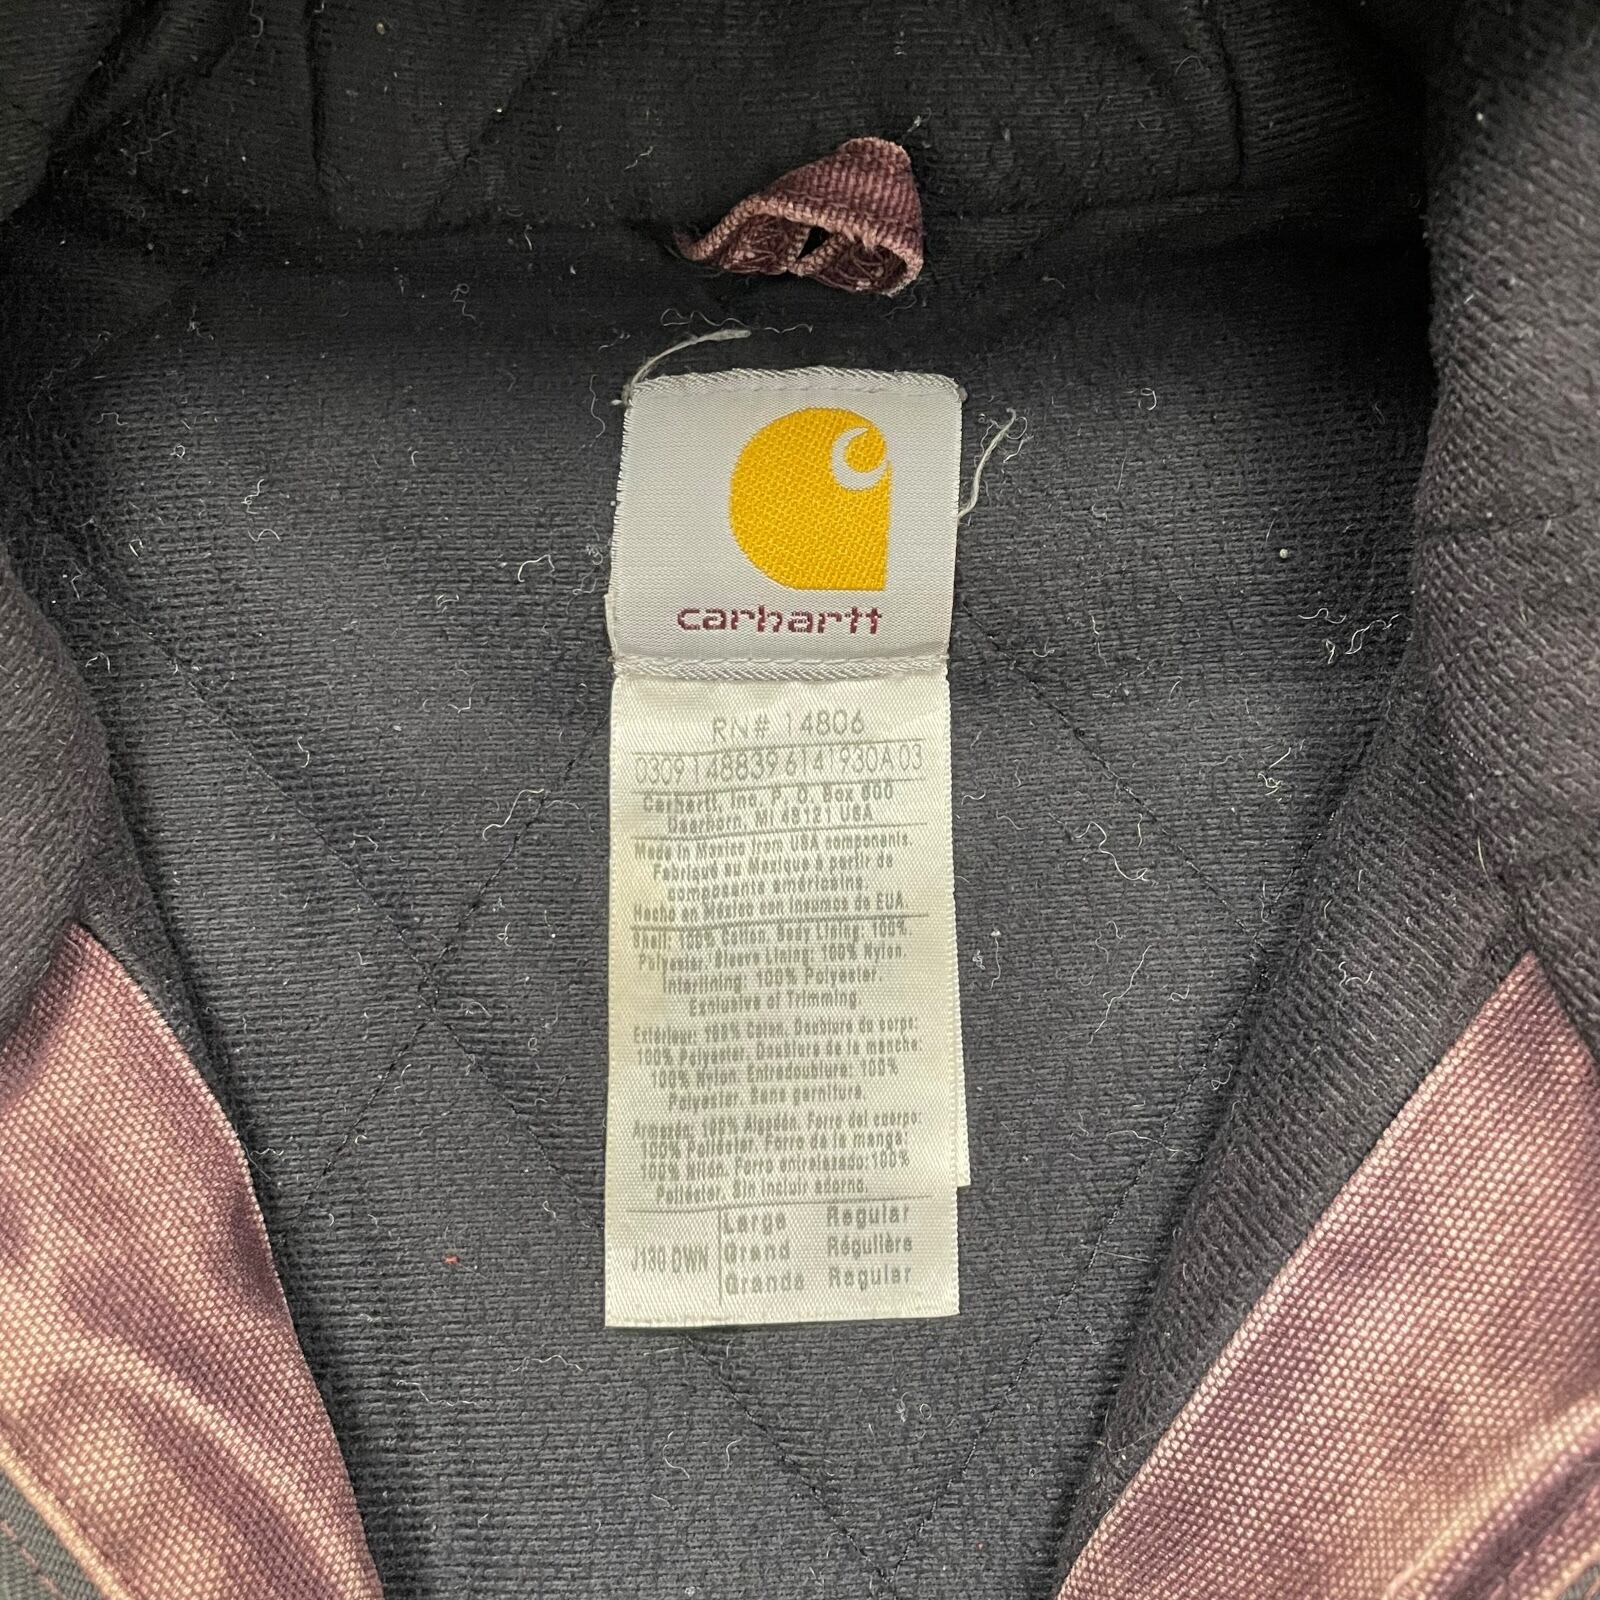 carhartt
RN# 14806
0309148839 6141930A 03
Carhartt, Inc. P. O. Box 600
Dearborn, MI 48121 USA
Made in Mexico from USA components.
Fabriqué au Mexique à partir de
composants américains.
Hecho en México con insumos de EUA
Shell: 100% Cotton. Body Lining: 100%.
Polyester. Sleeve Lining: 100% Nylon.
Interlining: 100% Polyester.
Exclusive of Trimming.
Extérieur: 100% Coton. Doublure du corps:
100% Polyester. Doublure de la manche:
100% Nylon. Entredoublure: 100%
Polyester. Sans garniture.
Armazón: 100% Algodón. Forro del cuerpo:
100% Poliéster. Forro de la manga:
100% Nilón. Forro entrelazado: 100%
Poliéster. Sin incluir adorno.
J130 DWN
Large Regular
Grand Régulière
Grande Regular